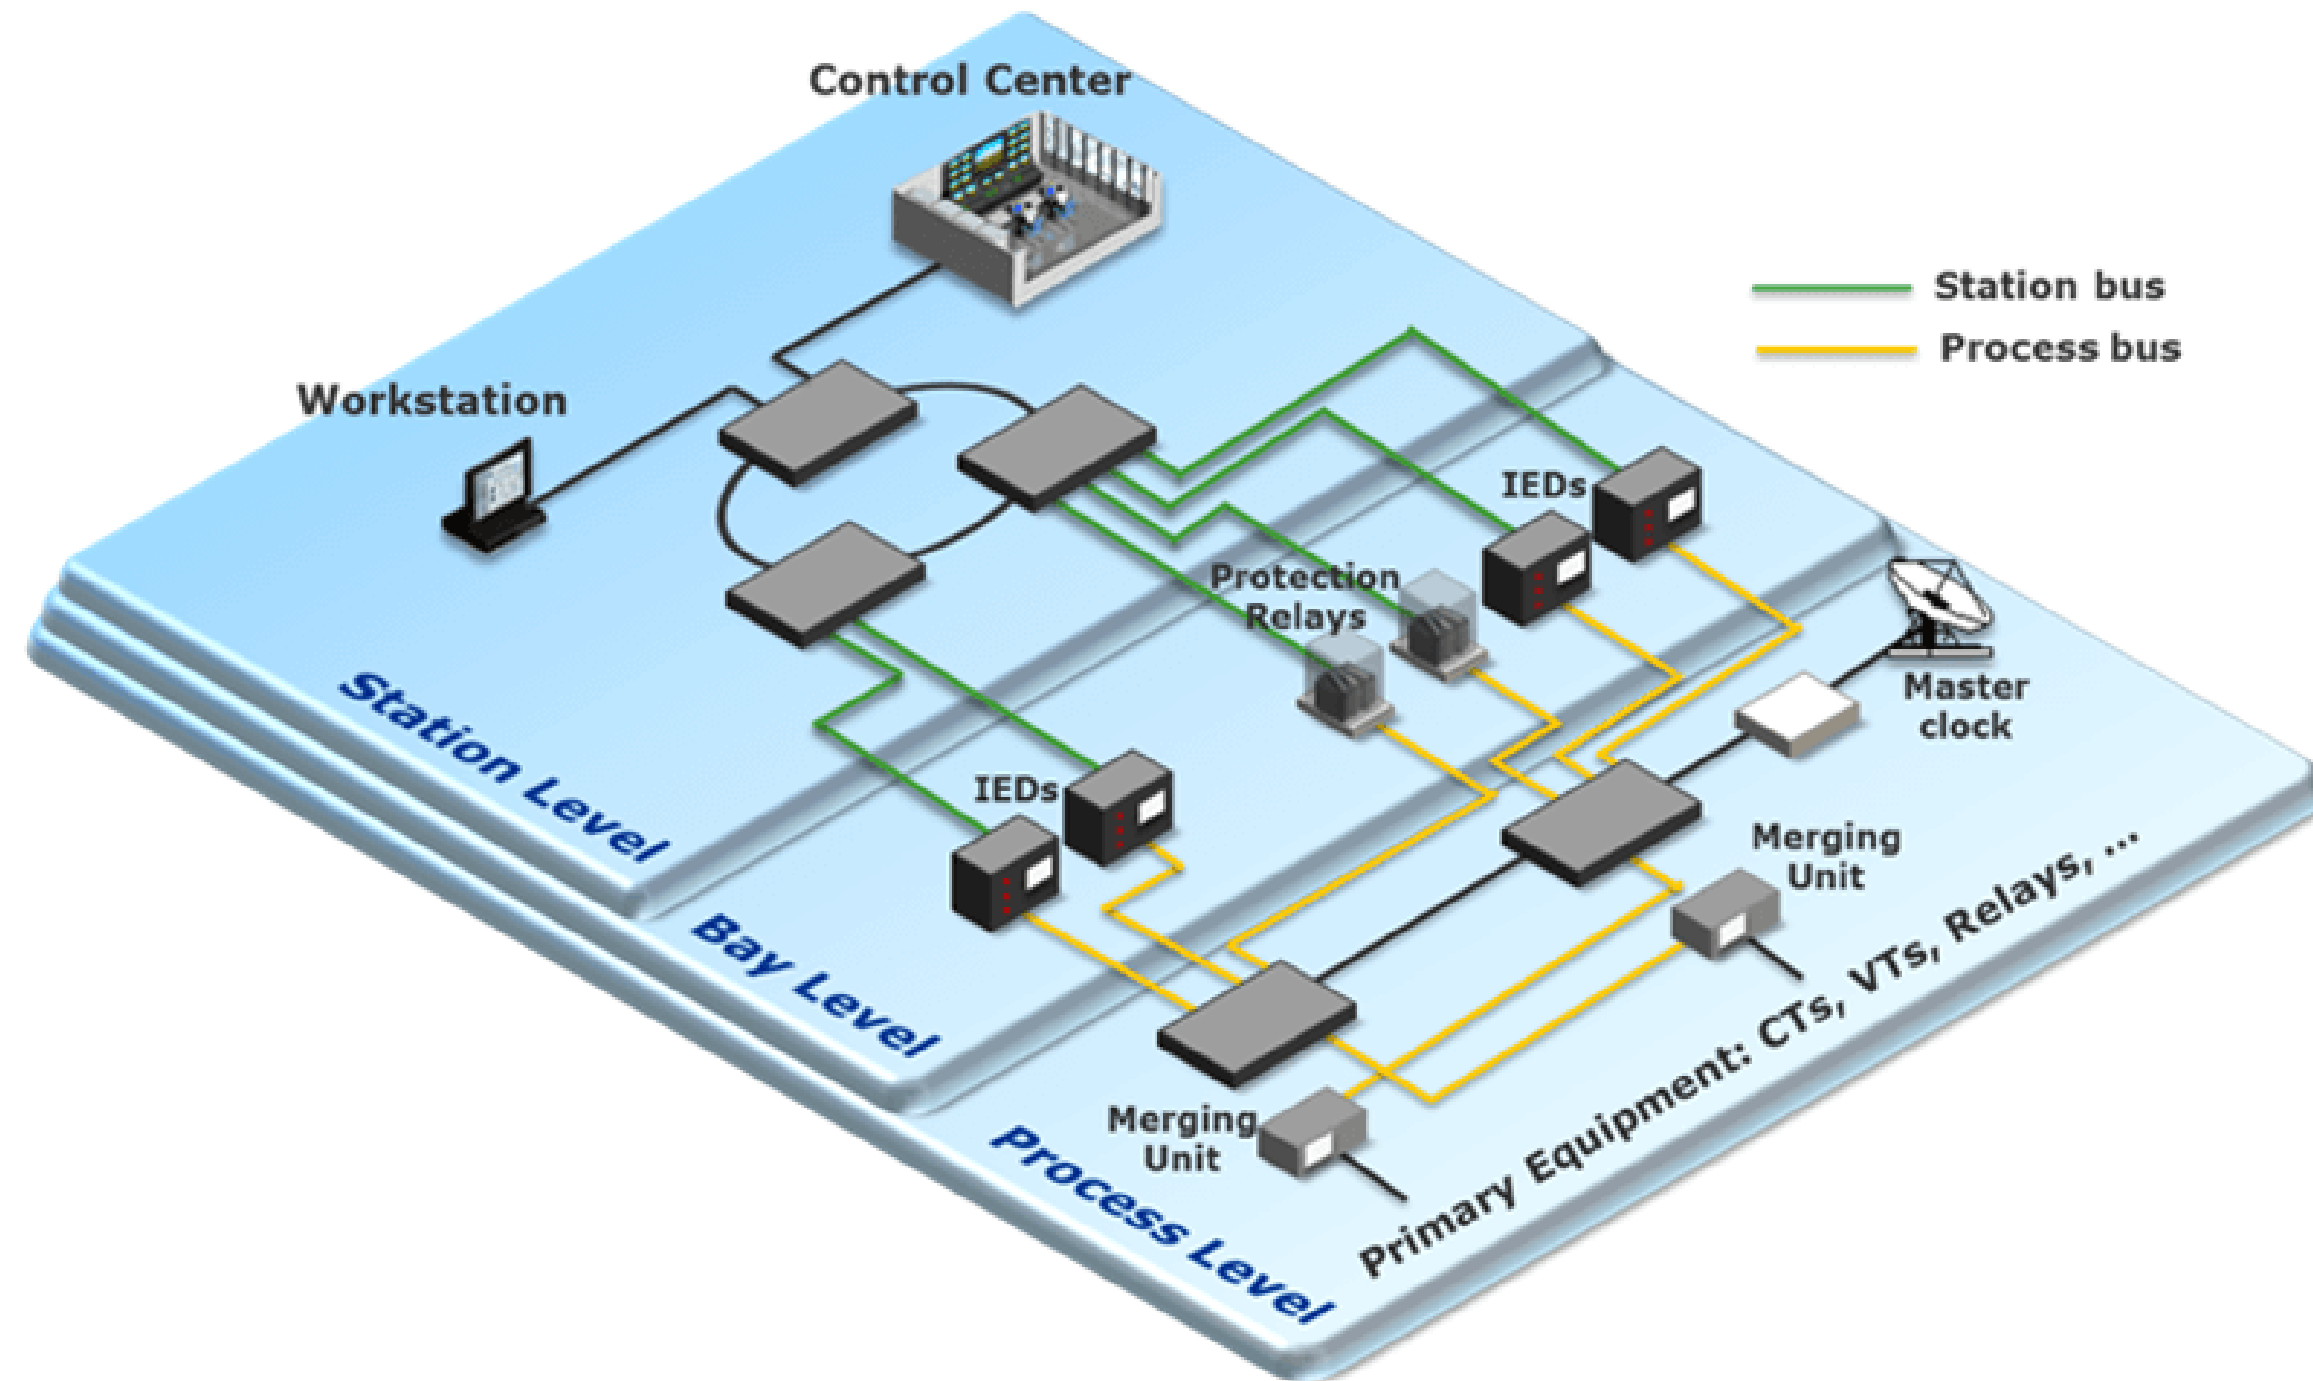 Control Center
Station bus
Process bus
Workstation
IEDs
Protection
Relays
Master
clock
Station Level
IEDs
Merging
Unit
Bay Level
Merging
Unit
Process Level
Primary Equipment: CTs, VTs, Relays, ...